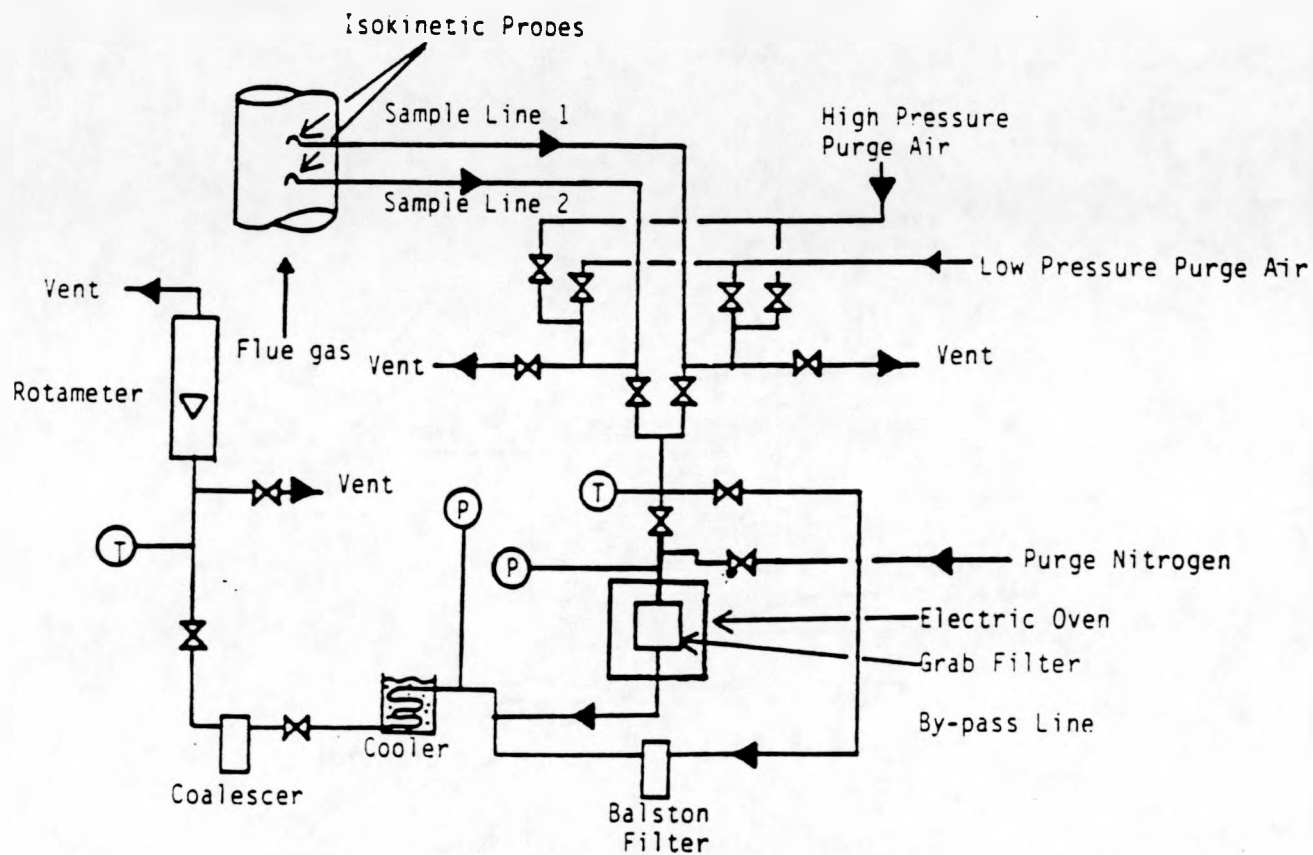 Isokinetic Probes
Sample Line 1
Sample Line 2
High Pressure
Purge Air
Low Pressure Purge Air
Vent
Flue gas
Rotameter
Vent
Vent
Vent
T
P
T
P
Purge Nitrogen
Electric Oven
Grab Filter
By-pass Line
Cooler
Coalescer
Balston
Filter